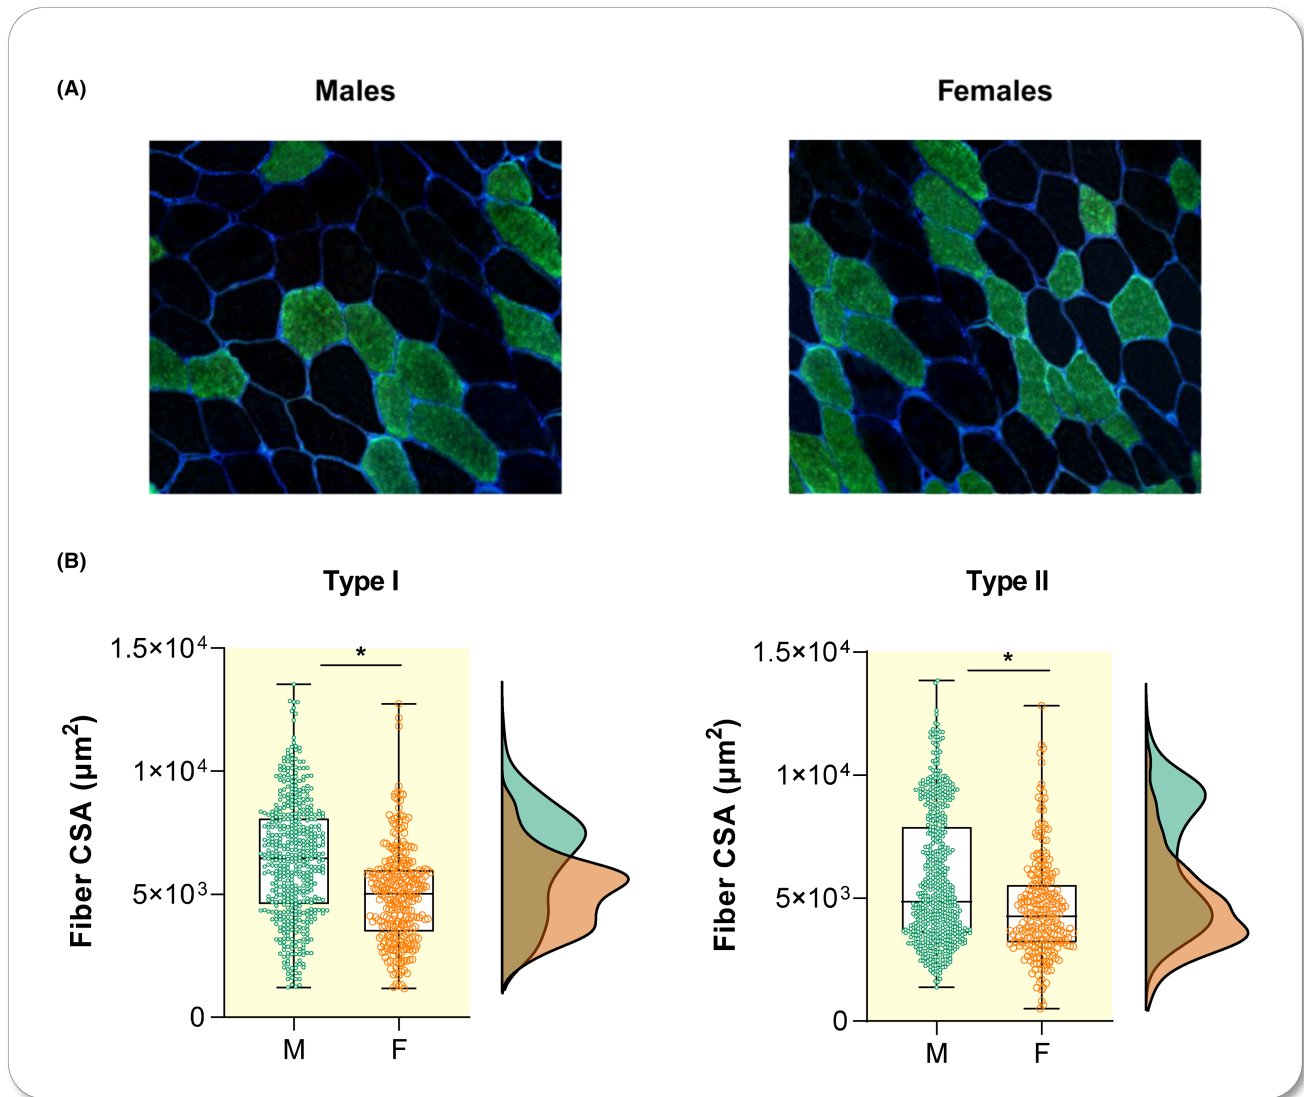 (A)
Males
Females
(B)
Type I
Type II
Fiber CSA (µm²)
1.5×10⁴
1×10⁴
5×10³
0
*
M
F
Fiber CSA (µm²)
1.5×10⁴
1×10⁴
5×10³
0
*
M
F